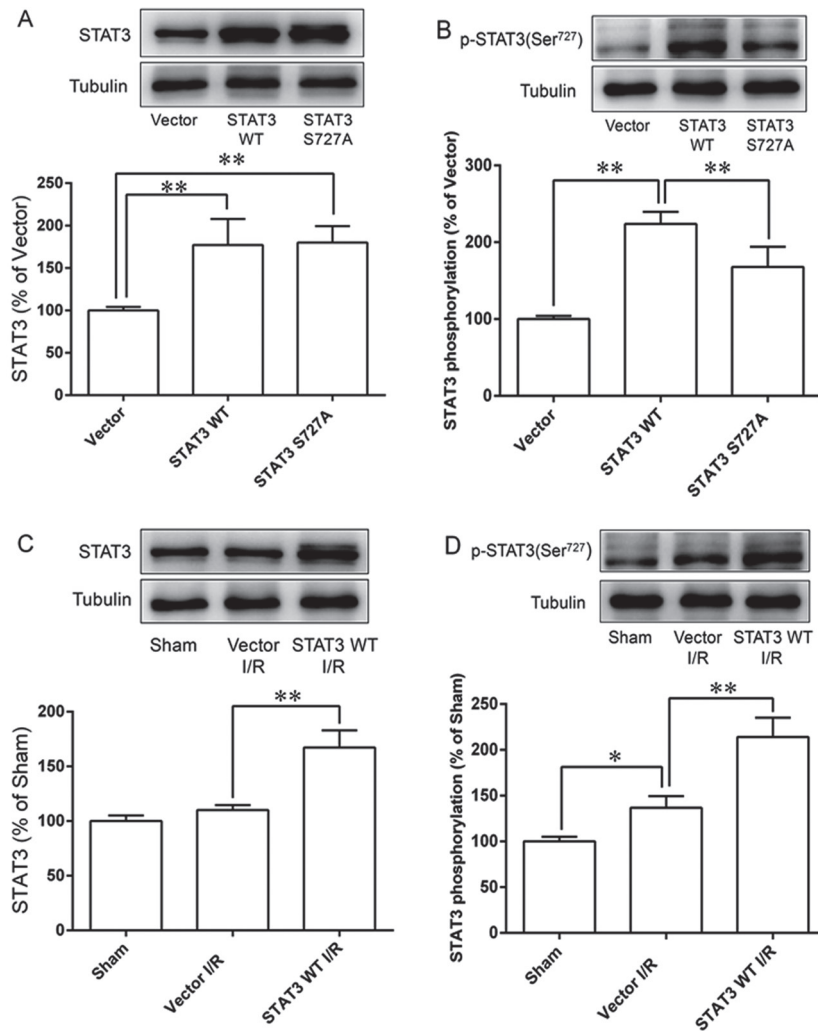 A
STAT3
Tubulin
Vector
STAT3
WT
STAT3
S727A
STAT3 (% of Vector)
250
200
150
100
50
0
**
**
Vector
STAT3 WT
STAT3 S727A
B
p-STAT3(Ser727)
Tubulin
Vector
STAT3
WT
STAT3
S727A
STAT3 phosphorylation (% of Vector)
300
200
100
0
**
**
Vector
STAT3 WT
STAT3 S727A
C
STAT3
Tubulin
Sham
Vector
I/R
STAT3 WT
I/R
STAT3 (% of Sham)
200
150
100
50
0
**
Sham
Vector I/R
STAT3 WT I/R
D
p-STAT3(Ser727)
Tubulin
Sham
Vector
I/R
STAT3 WT
I/R
STAT3 phosphorylation (% of Sham)
250
200
150
100
50
0
*
**
Sham
Vector I/R
STAT3 WT I/R